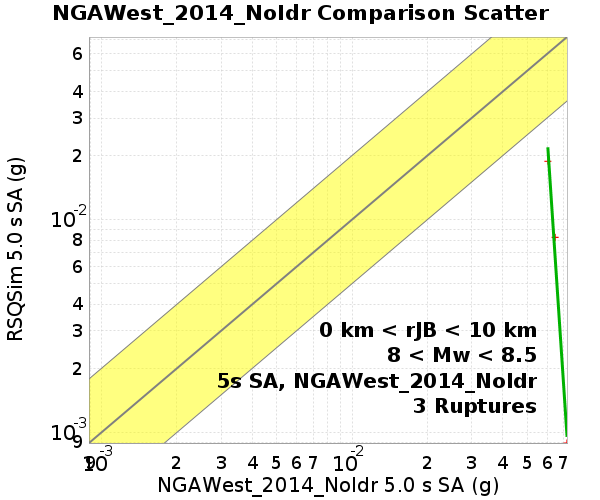 NGAWest_2014_NoIdr Comparison Scatter
RSQSim 5.0 s SA (g)
6
4
3
2
10-2
8
6
4
3
2
10-3
9
0 km < rJB < 10 km
8 < Mw < 8.5
5s SA, NGAWest_2014_NoIdr
3 Ruptures
9 10-3 2 3 4 5 6 7 10-2 2 3 4 5 6 7
NGAWest_2014_NoIdr 5.0 s SA (g)